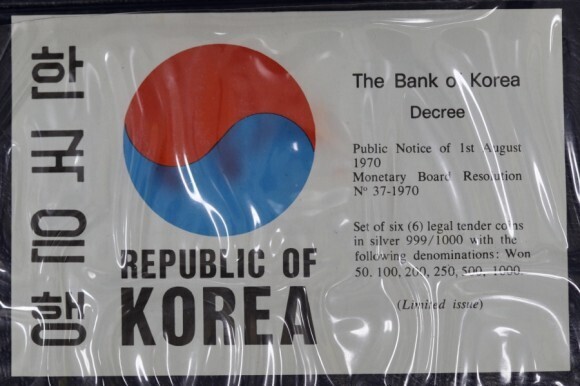 한국은행
REPUBLIC OF
KOREA
The Bank of Korea
Decree
Public Notice of 1st August
1970
Monetary Board Resolution
Nº 37-1970
Set of six (6) legal tender coins
in silver 999/1000 with the
following denominations: Won
50, 100, 200, 250, 500, 1000.
(Limited issue)